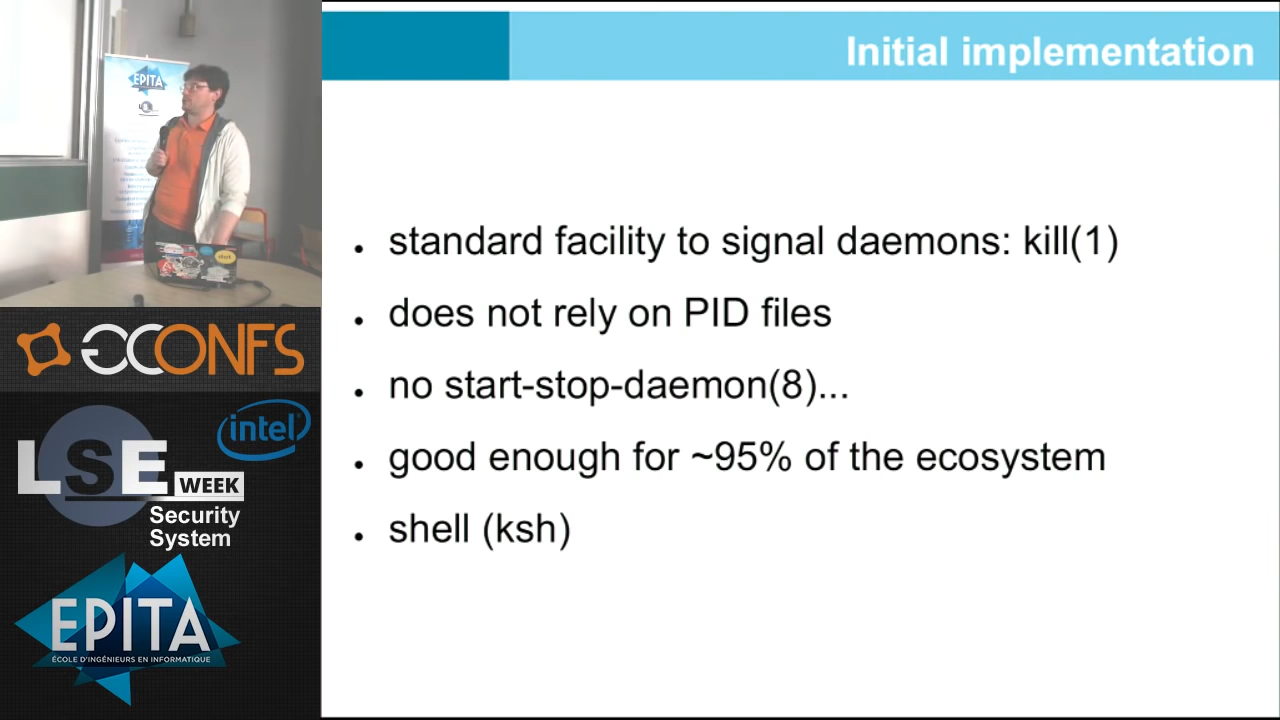 Initial implementation
standard facility to signal daemons: kill(1)
does not rely on PID files
no start-stop-daemon(8)...
good enough for ~95% of the ecosystem
shell (ksh)
EPITA
GCONFS
intel
LSE
WEEK
Security
System
EPITA
ÉCOLE D'INGÉNIEURS EN INFORMATIQUE